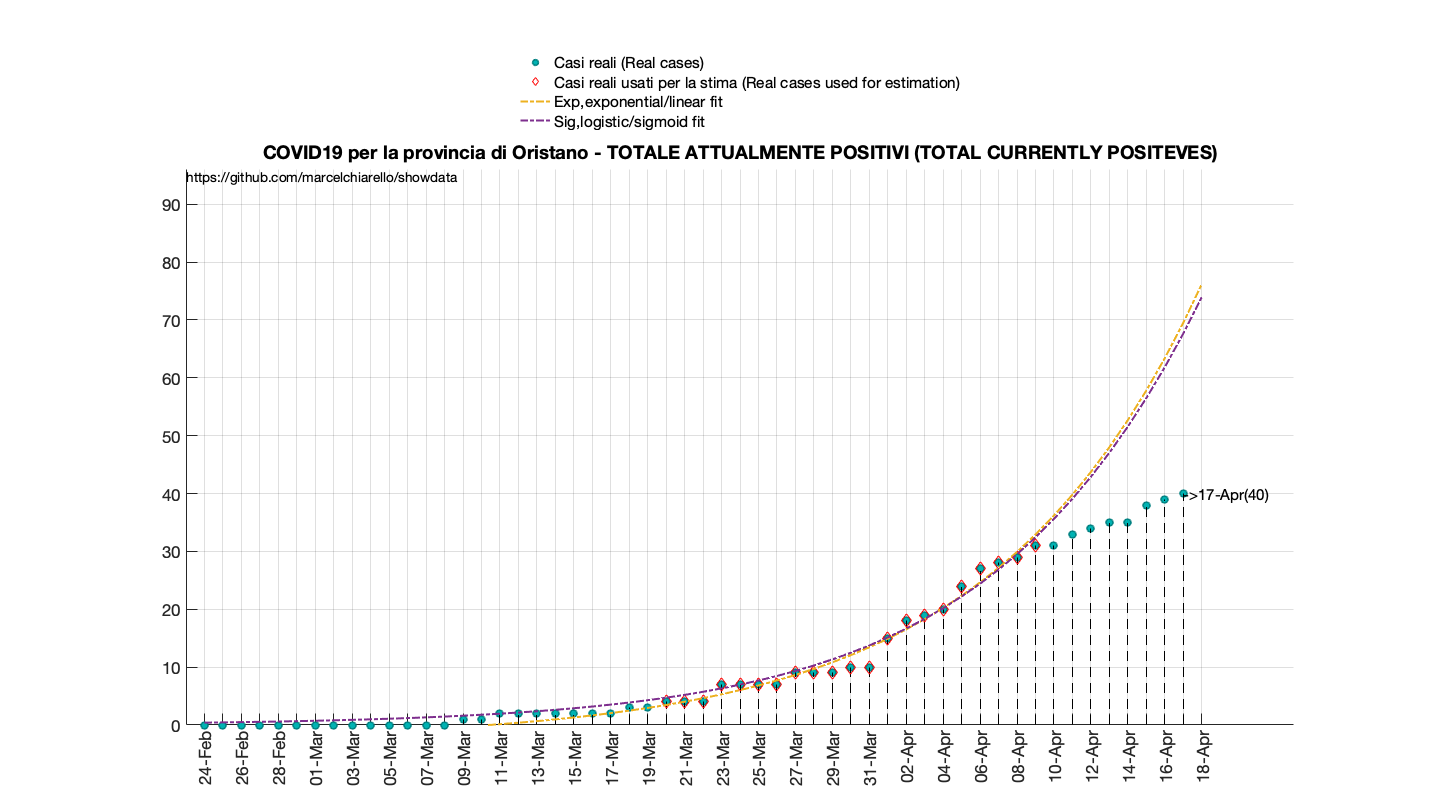 Casi reali (Real cases)
Casi reali usati per la stima (Real cases used for estimation)
Exp,exponential/linear fit
Sig,logistic/sigmoid fit
COVID19 per la provincia di Oristano - TOTALE ATTUALMENTE POSITIVI (TOTAL CURRENTLY POSITEVES)
https://github.com/marcelchiarello/showdata
90
80
70
60
50
40
30
20
10
0
->17-Apr(40)
24-Feb
26-Feb
28-Feb
01-Mar
03-Mar
05-Mar
07-Mar
09-Mar
11-Mar
13-Mar
15-Mar
17-Mar
19-Mar
21-Mar
23-Mar
25-Mar
27-Mar
29-Mar
31-Mar
02-Apr
04-Apr
06-Apr
08-Apr
10-Apr
12-Apr
14-Apr
16-Apr
18-Apr